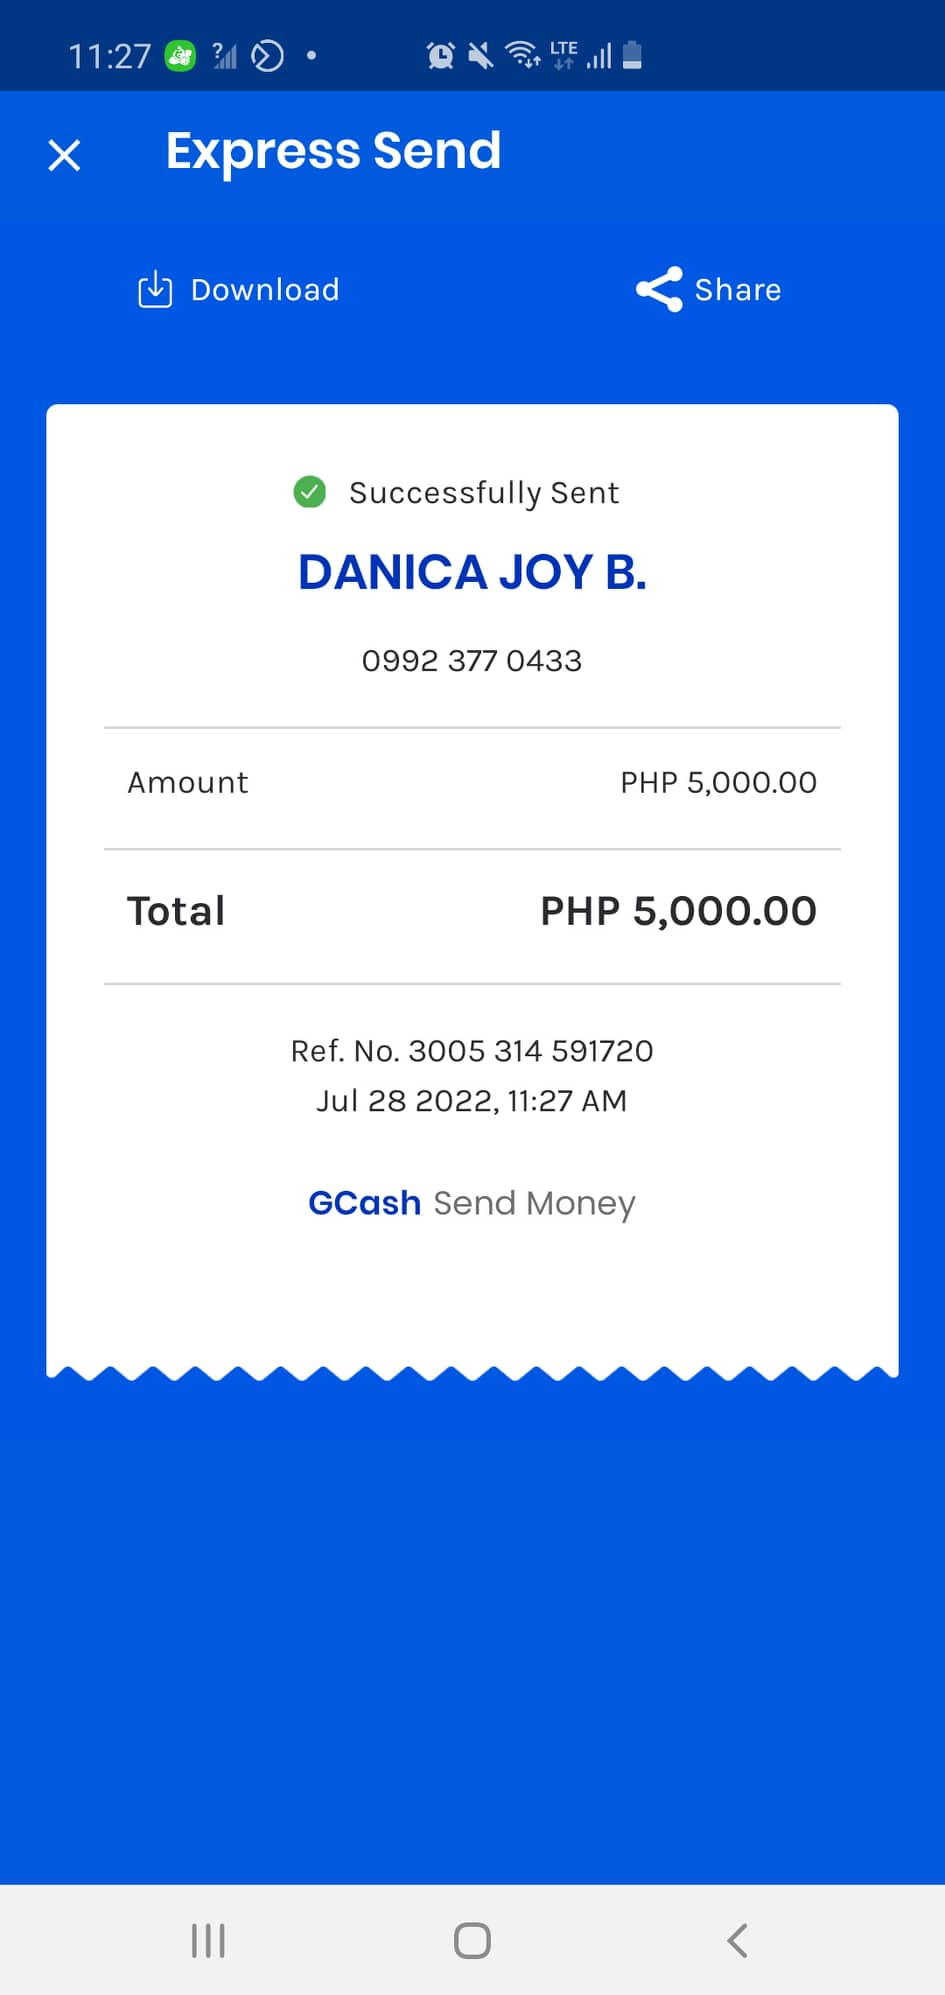 11:27
LTE
Express Send
Download
Share
Successfully Sent
DANICA JOY B.
0992 377 0433
Amount PHP 5,000.00
Total PHP 5,000.00
Ref. No. 3005 314 591720
Jul 28 2022, 11:27 AM
GCash Send Money